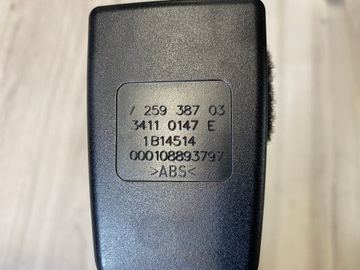 7 259 387 03
3411 0147 E
1B14514
000108893797
>ABS<